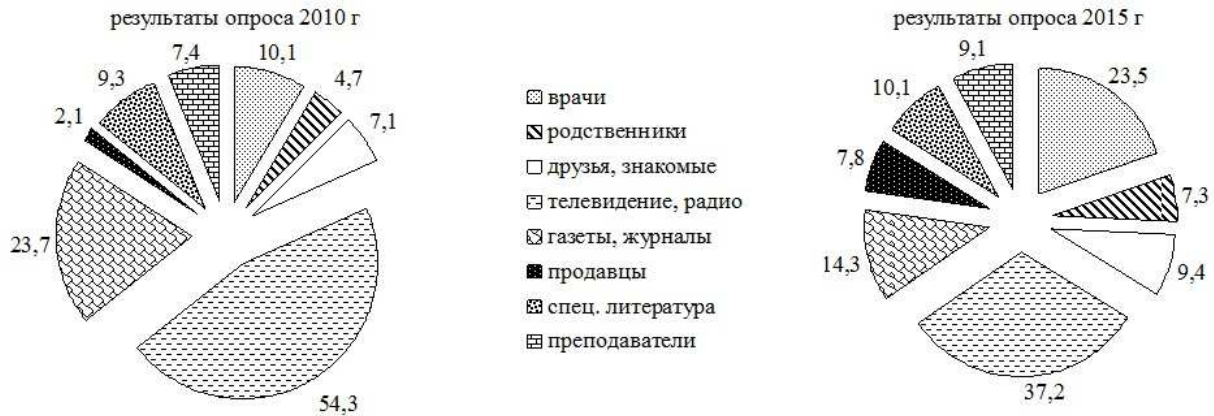 результаты опроса 2010 г
7,4
10,1
4,7
9,3
7,1
2,1
23,7
54,3
врачи
родственники
друзья, знакомые
телевидение, радио
газеты, журналы
продавцы
спец. литература
преподаватели
результаты опроса 2015 г
9,1
23,5
10,1
7,8
7,3
14,3
9,4
37,2